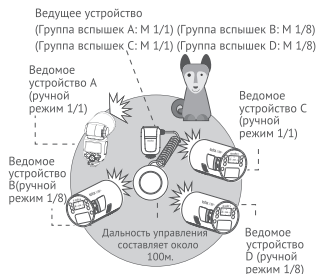 Ведущее устройство
(Группа вспышек A: M 1/1) (Группа вспышек B: M 1/8)
(Группа вспышек C: M 1/1) (Группа вспышек D: M 1/8)
Ведомое
устройство A
(ручной
режим 1/1)
Ведомое
устройство C
(ручной
режим 1/1)
Ведомое
устройство
B(ручной
режим 1/8)
Дальность управления
составляет около
100м.
Ведомое
устройство
D (ручной
режим 1/8)